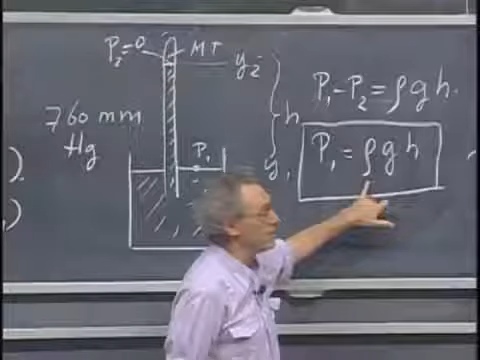 P₂=0
MT
y₂
P₁-P₂=ρgh.
760 mm
Hg
h
P₁
y₁
P₁=ρgh
)
)